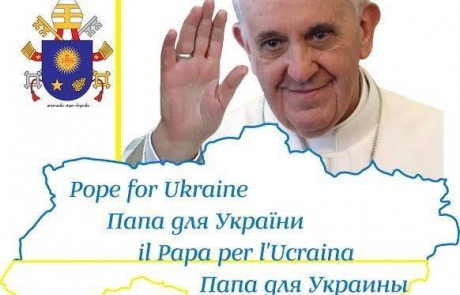 Pope for Ukraine
Папа для України
il Papa per l'Ucraina
Папа для Украины